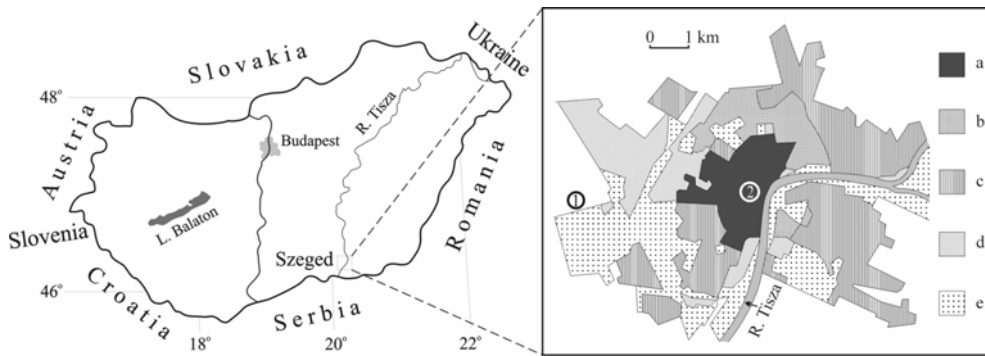 Slovakia
Ukraine
48°
Austria
R. Tisza
Budapest
L. Balaton
Romania
Slovenia
Szeged
46°
Croatia
Serbia
18°
20°
22°
0 1 km
a
b
c
d
e
1
2
R. Tisza